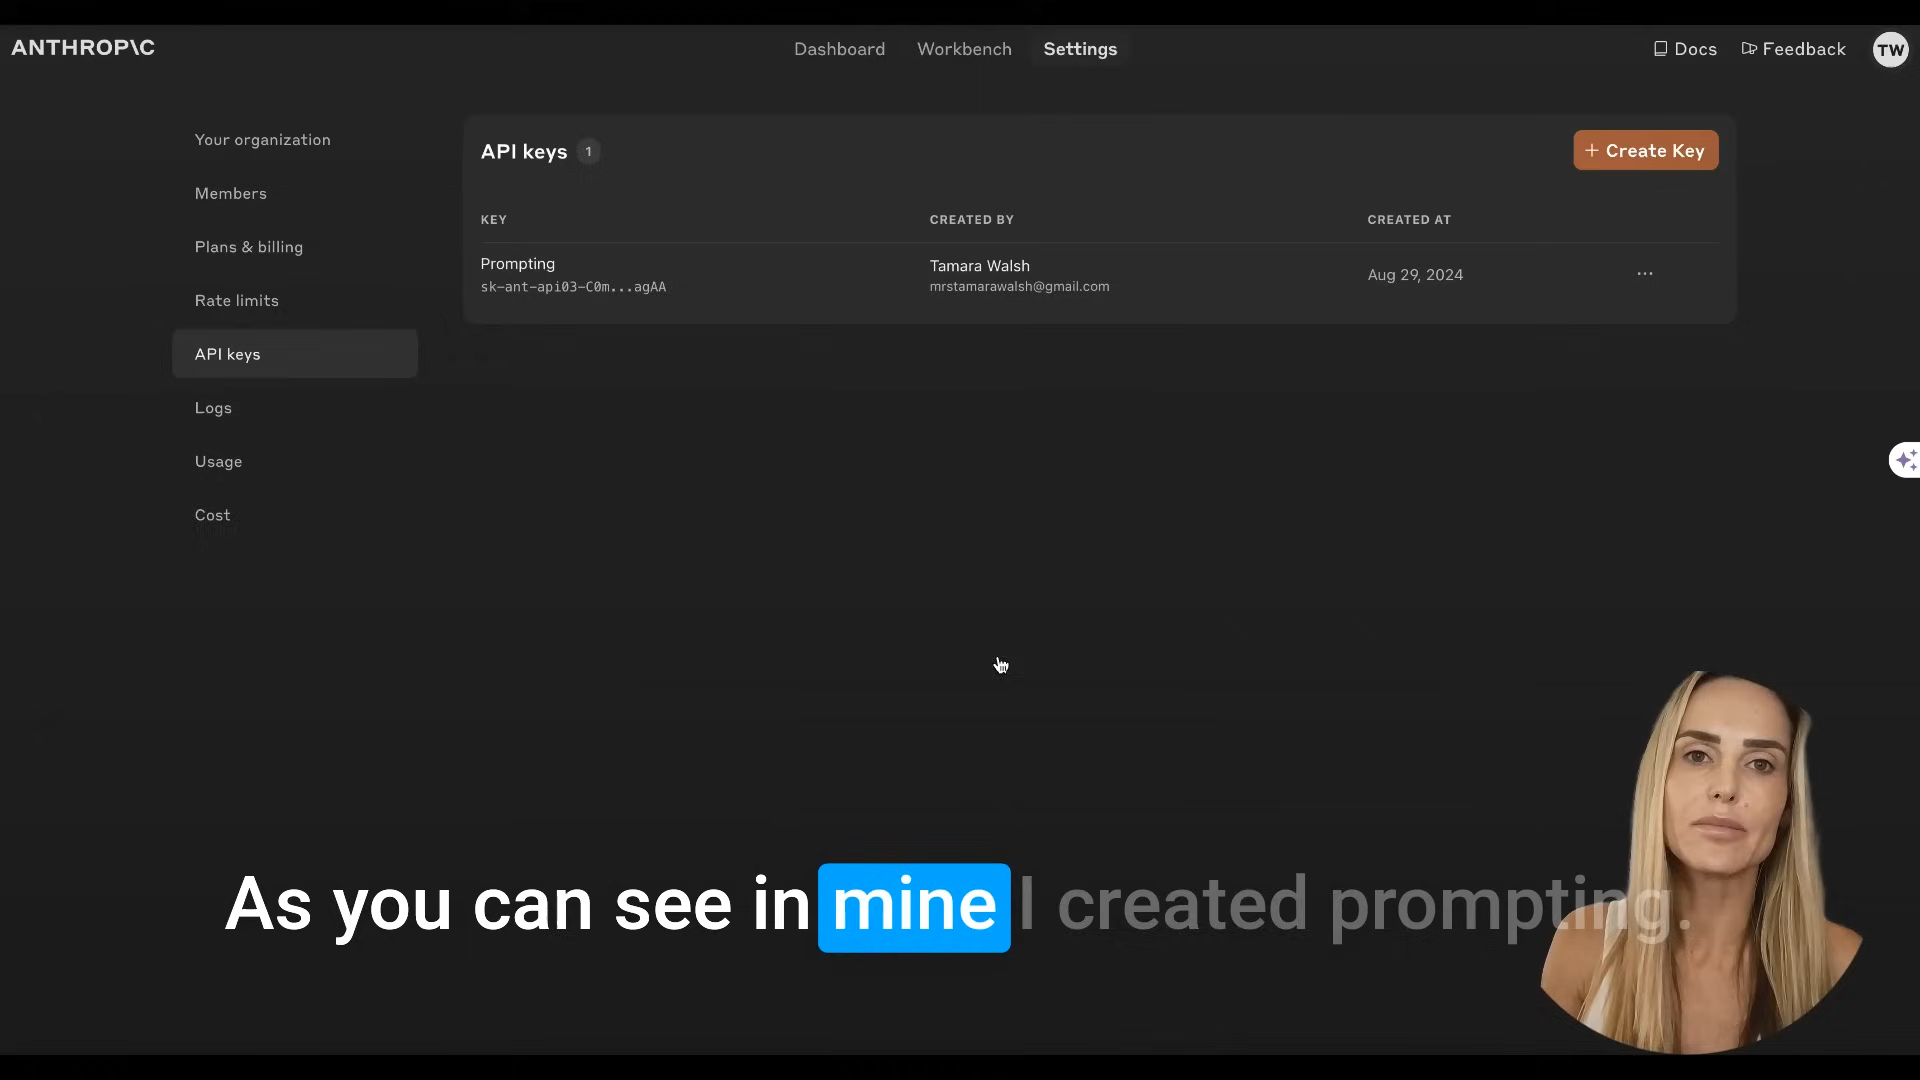 ANTHROP\C
Dashboard
Workbench
Settings
Docs
Feedback
TW
Your organization
Members
Plans & billing
Rate limits
API keys
Logs
Usage
Cost
API keys 1
+ Create Key
KEY
CREATED BY
CREATED AT
Prompting
sk-ant-api03-C0m...agAA
Tamara Walsh
mrstamarawalsh@gmail.com
Aug 29, 2024
As you can see in mine I created prompting.